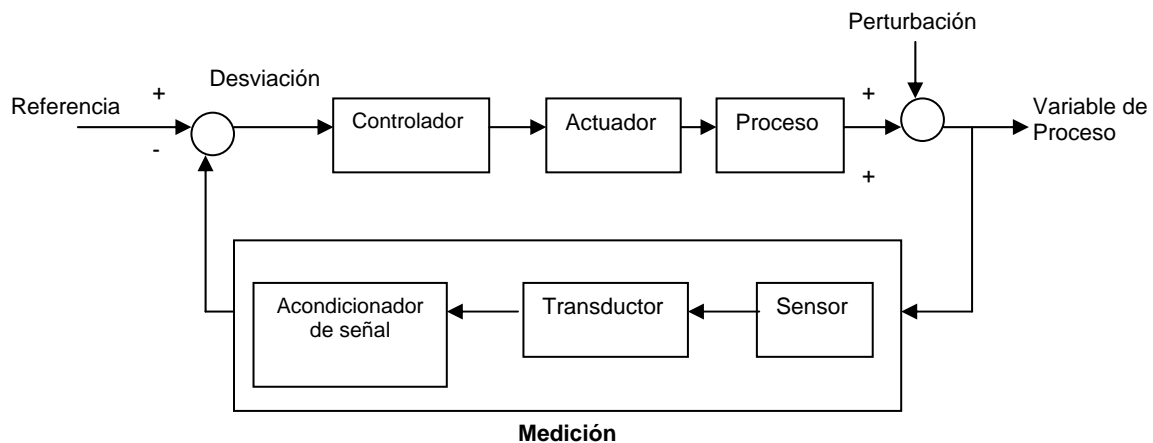 Perturbación
Desviación
Referencia
+
-
Controlador
Actuador
Proceso
+
+
Variable de
Proceso
Acondicionador
de señal
Transductor
Sensor
Medición